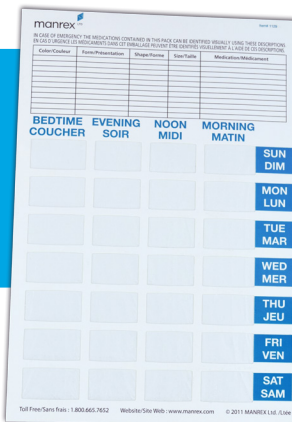 manrex
IN CASE OF EMERGENCY THE MEDICATIONS CONTAINED IN THIS PACK CAN BE IDENTIFIED VISUALLY USING THESE DESCRIPTIONS
EN CAS D URGENCE LES MEDICAMENTS DANS CET EMBALLAGE PEUVENT ÊTRE IDENTIFIÉS VISUELLEMENT À L'AIDE DE CES DESCRIPTIONS.
Color/Couleur Form/Présentation Shape/Forme Size/Taille Medication/Médicament
BEDTIME EVENING NOON MORNING
COUCHER SOIR MIDI MATIN
SUN
DIM
MON
LUN
TUE
MAR
WED
MER
THU
JEU
FRI
VEN
SAT
SAM
Toll Free/Sans frais : 1.800.665.7652 Website/Site Web : www.manrex.com © 2011 MANREX Ltd. /Ltée